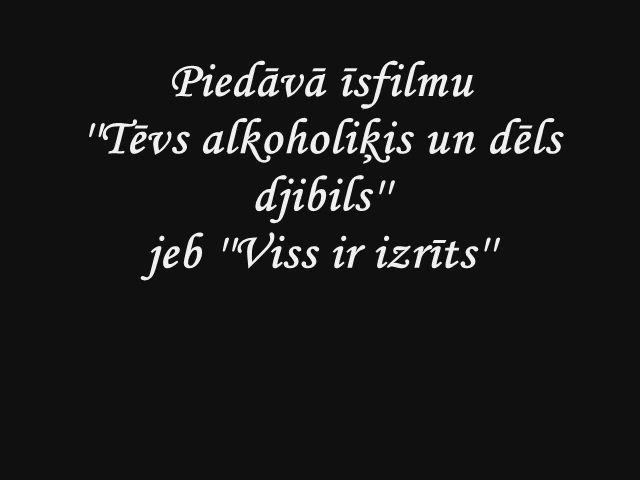 Piedāvā īsfilmu
"Tēvs alkoholiķis un dēls
djibils"
jeb "Viss ir izrīts"